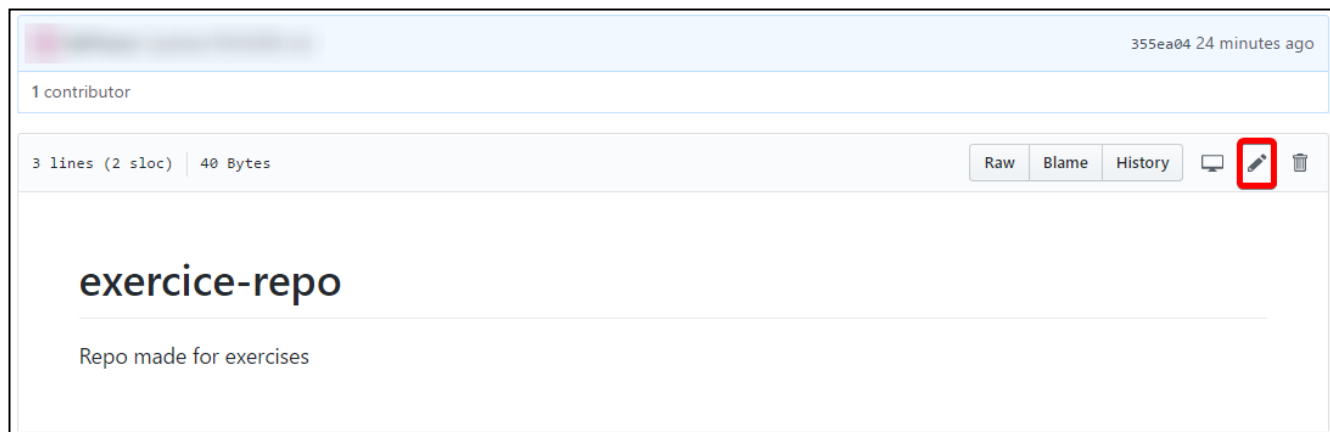 355ea04 24 minutes ago
1 contributor
3 lines (2 sloc) 40 Bytes Raw Blame History
exercice-repo
Repo made for exercises